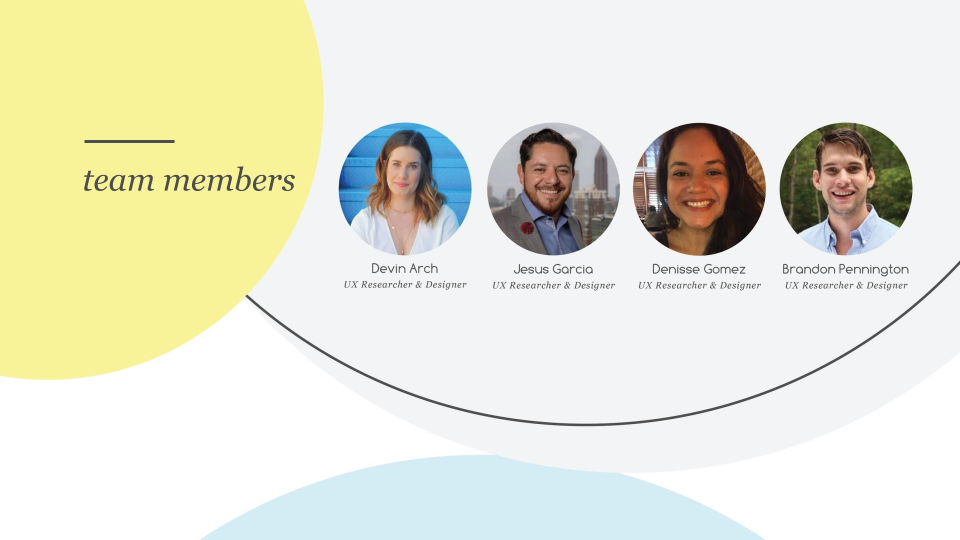 team members
Devin Arch
UX Researcher & Designer
Jesus Garcia
UX Researcher & Designer
Denisse Gomez
UX Researcher & Designer
Brandon Pennington
UX Researcher & Designer